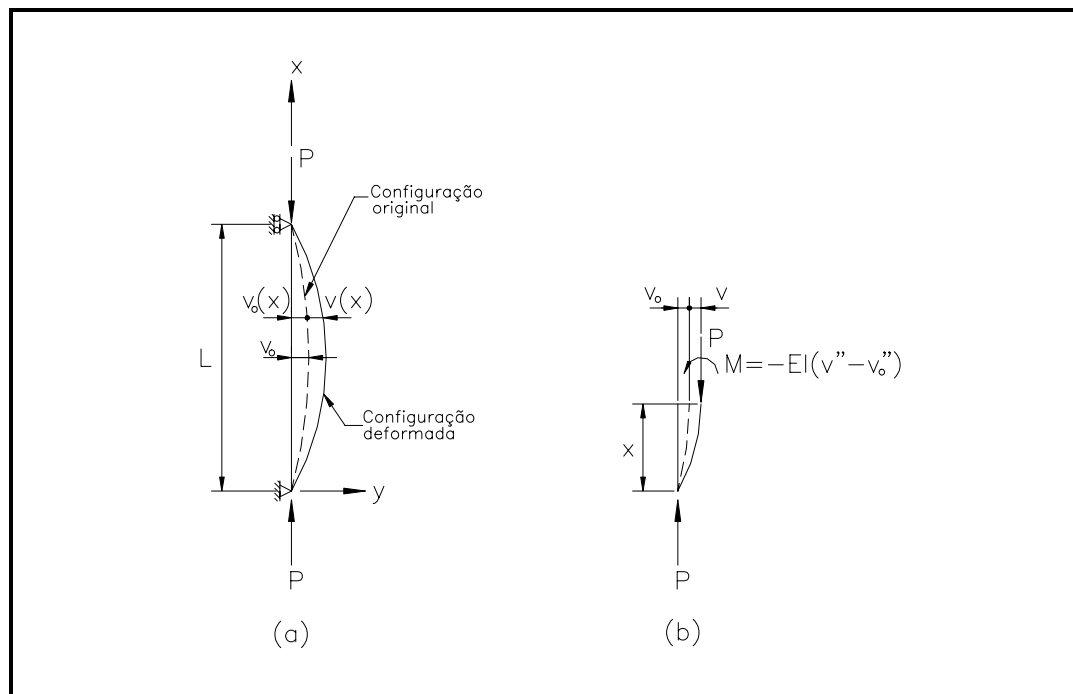 x
P
Configuração
original
v₀(x)
v(x)
v₀
L
Configuração
deformada
y
P
(a)
v₀
v
P
M=-EI(v"-v₀")
x
P
(b)